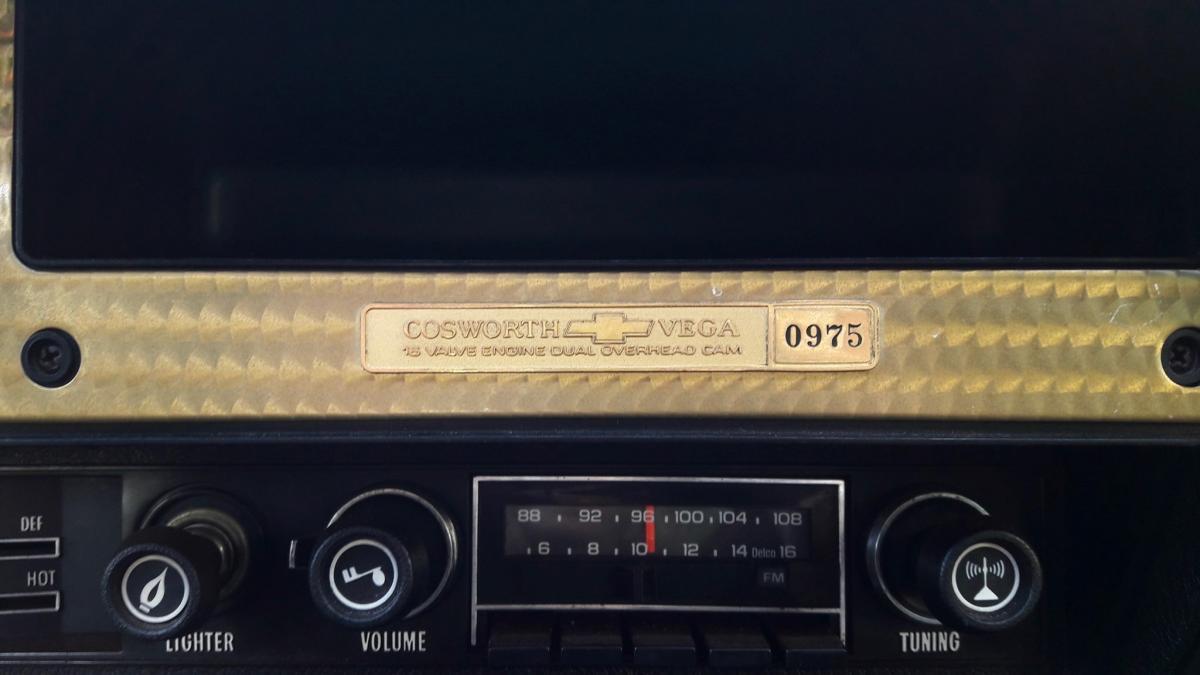 COSWORTH VEGA
16 VALVE ENGINE DUAL OVERHEAD CAM
0975
DEF
HOT
LIGHTER
VOLUME
88 92 96 100 104 108
6 8 10 12 14 Delco 16
FM
TUNING